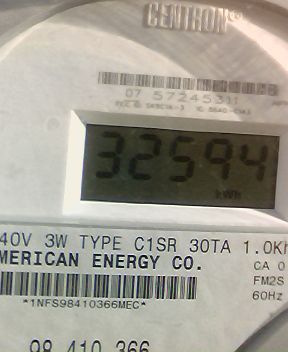 CENTRON®
07 57245311
32594
kWh
40V 3W TYPE C1SR 30TA 1.0Kh
MERICAN ENERGY CO.
CA 0
FM2S
60Hz
*1NFS98410366MEC*
98 410 366